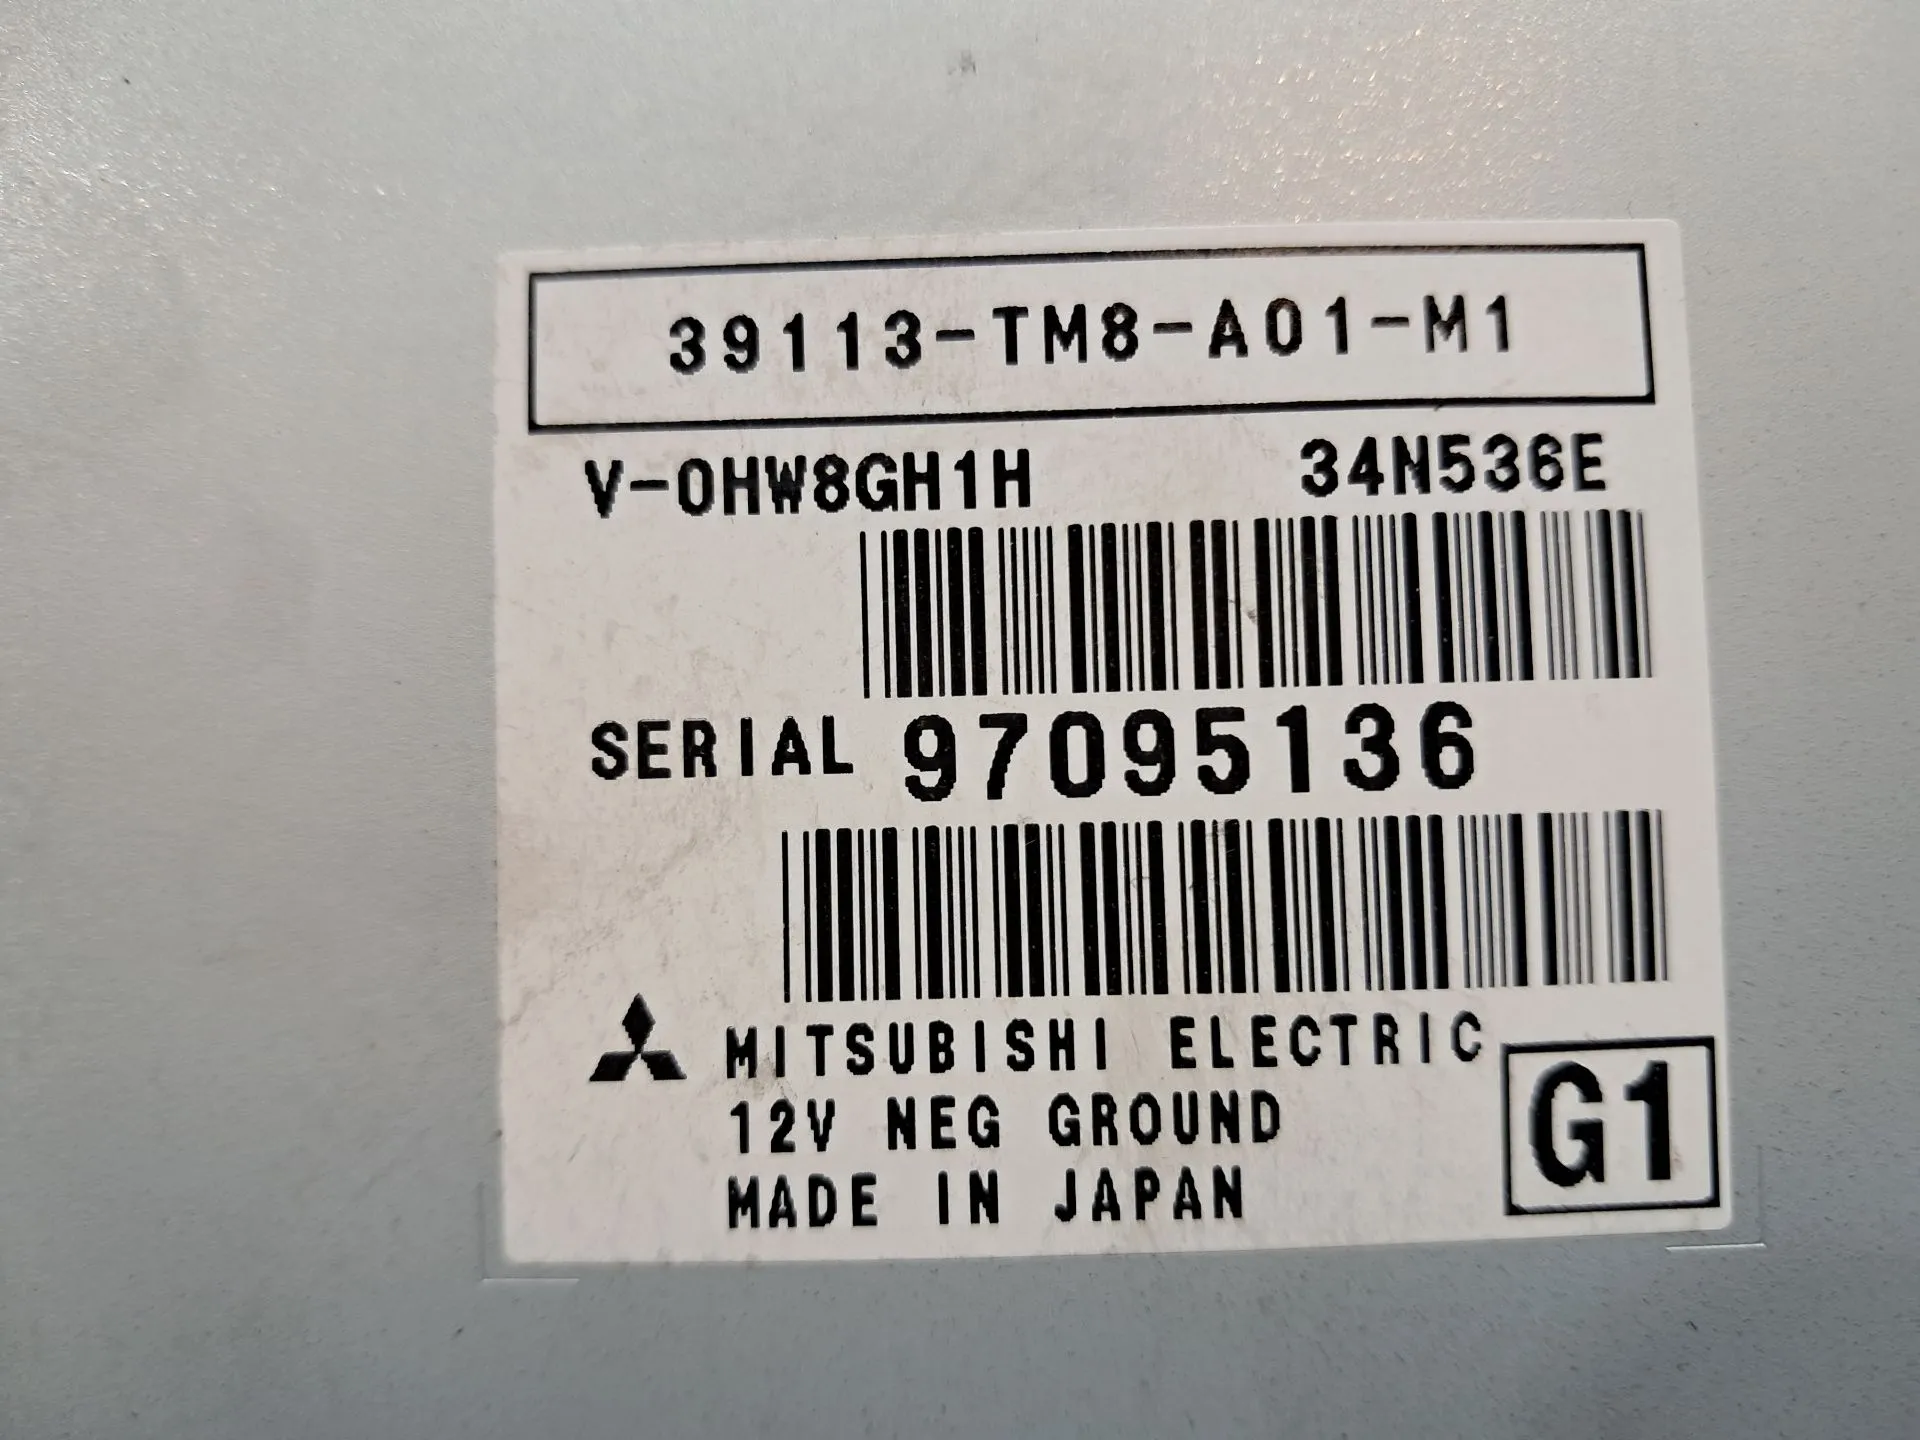 39113-TM8-A01-M1
V-0HW8GH1H 34N536E
SERIAL 97095136
MITSUBISHI ELECTRIC
12V NEG GROUND
MADE IN JAPAN
G1